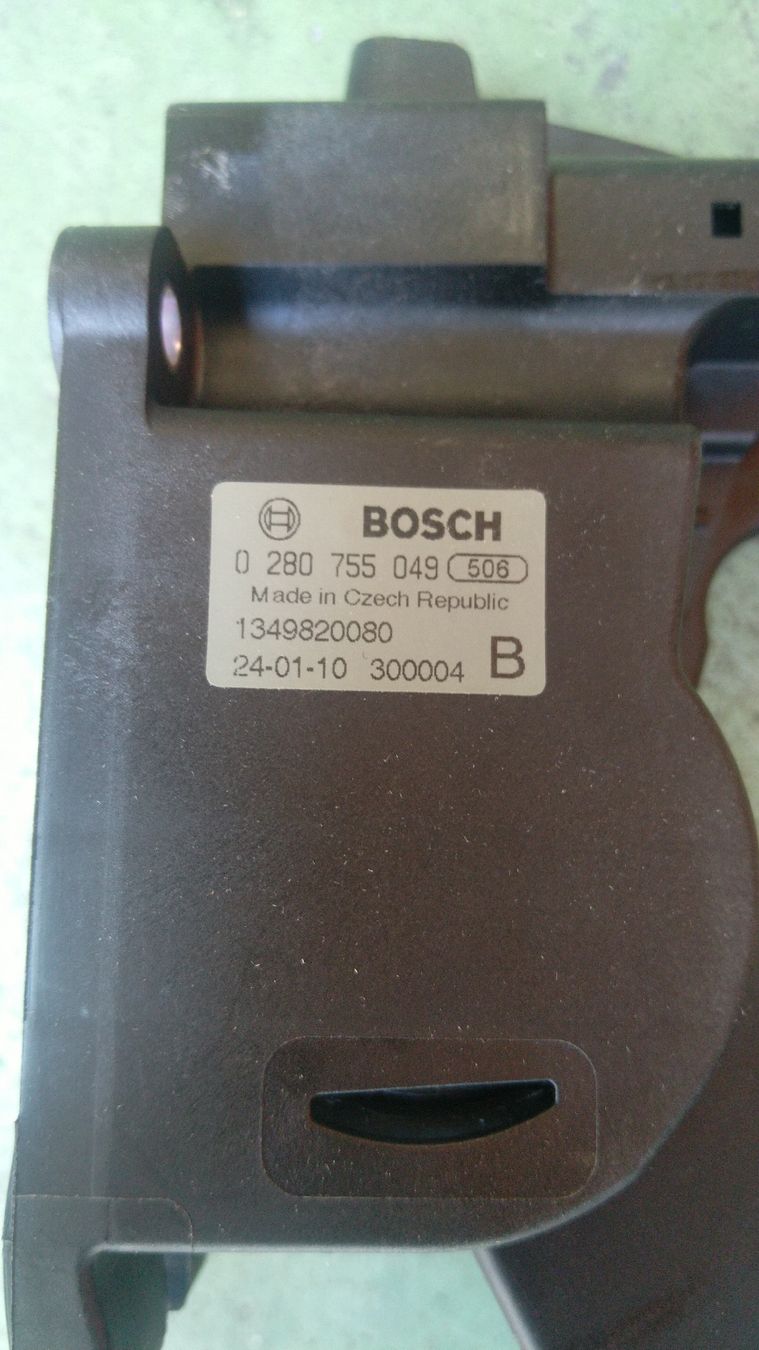 BOSCH
0 280 755 049 506
Made in Czech Republic
1349820080
24-01-10 300004 B